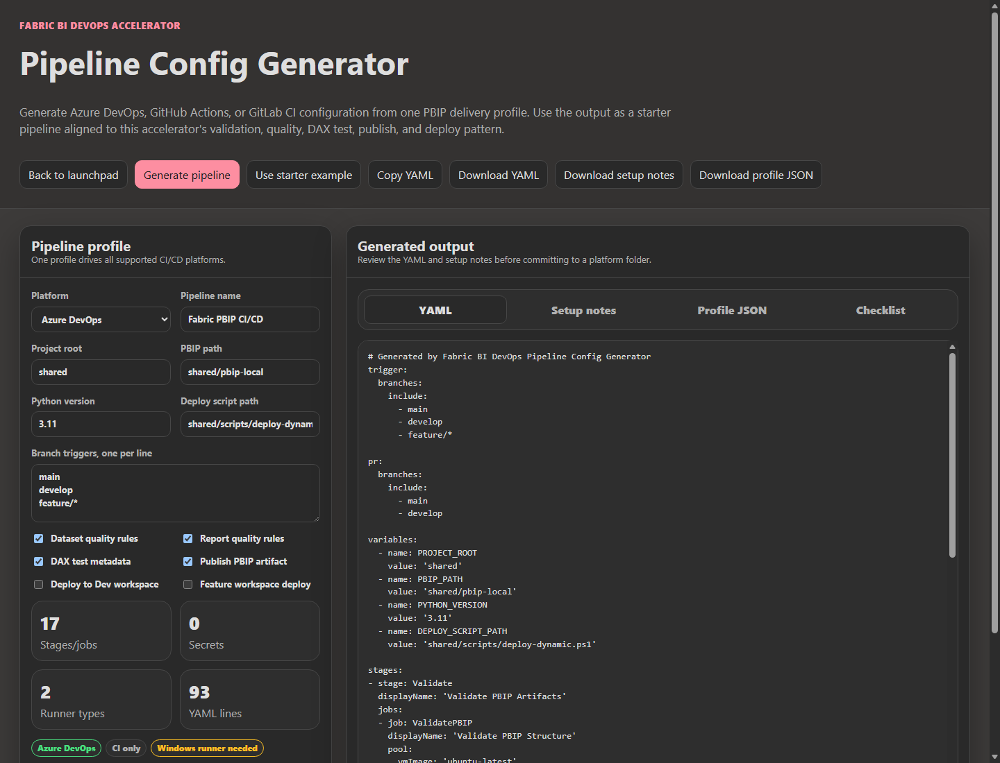 FABRIC BI DEVOPS ACCELERATOR
Pipeline Config Generator
Generate Azure DevOps, GitHub Actions, or GitLab CI configuration from one PBIP delivery profile. Use the output as a starter
pipeline aligned to this accelerator's validation, quality, DAX test, publish, and deploy pattern.
Back to launchpad
Generate pipeline
Use starter example
Copy YAML
Download YAML
Download setup notes
Download profile JSON
Pipeline profile
One profile drives all supported CI/CD platforms.
Platform
Pipeline name
Azure DevOps
Fabric PBIP CI/CD
Project root
PBIP path
shared
shared/pbip-local
Python version
Deploy script path
3.11
shared/scripts/deploy-dynam
Branch triggers, one per line
main
develop
feature/*
Dataset quality rules
Report quality rules
DAX test metadata
Publish PBIP artifact
Deploy to Dev workspace
Feature workspace deploy
17
Stages/jobs
0
Secrets
2
Runner types
93
YAML lines
Azure DevOps
CI only
Windows runner needed
Generated output
Review the YAML and setup notes before committing to a platform folder.
YAML
Setup notes
Profile JSON
Checklist
# Generated by Fabric BI DevOps Pipeline Config Generator
trigger:
  branches:
    include:
      - main
      - develop
      - feature/*
pr:
  branches:
    include:
      - main
      - develop
variables:
  - name: PROJECT_ROOT
    value: 'shared'
  - name: PBIP_PATH
    value: 'shared/pbip-local'
  - name: PYTHON_VERSION
    value: '3.11'
  - name: DEPLOY_SCRIPT_PATH
    value: 'shared/scripts/deploy-dynamic.ps1'
stages:
- stage: Validate
  displayName: 'Validate PBIP Artifacts'
  jobs:
  - job: ValidatePBIP
    displayName: 'Validate PBIP Structure'
    pool:
      vmImage: 'ubuntu-latest'